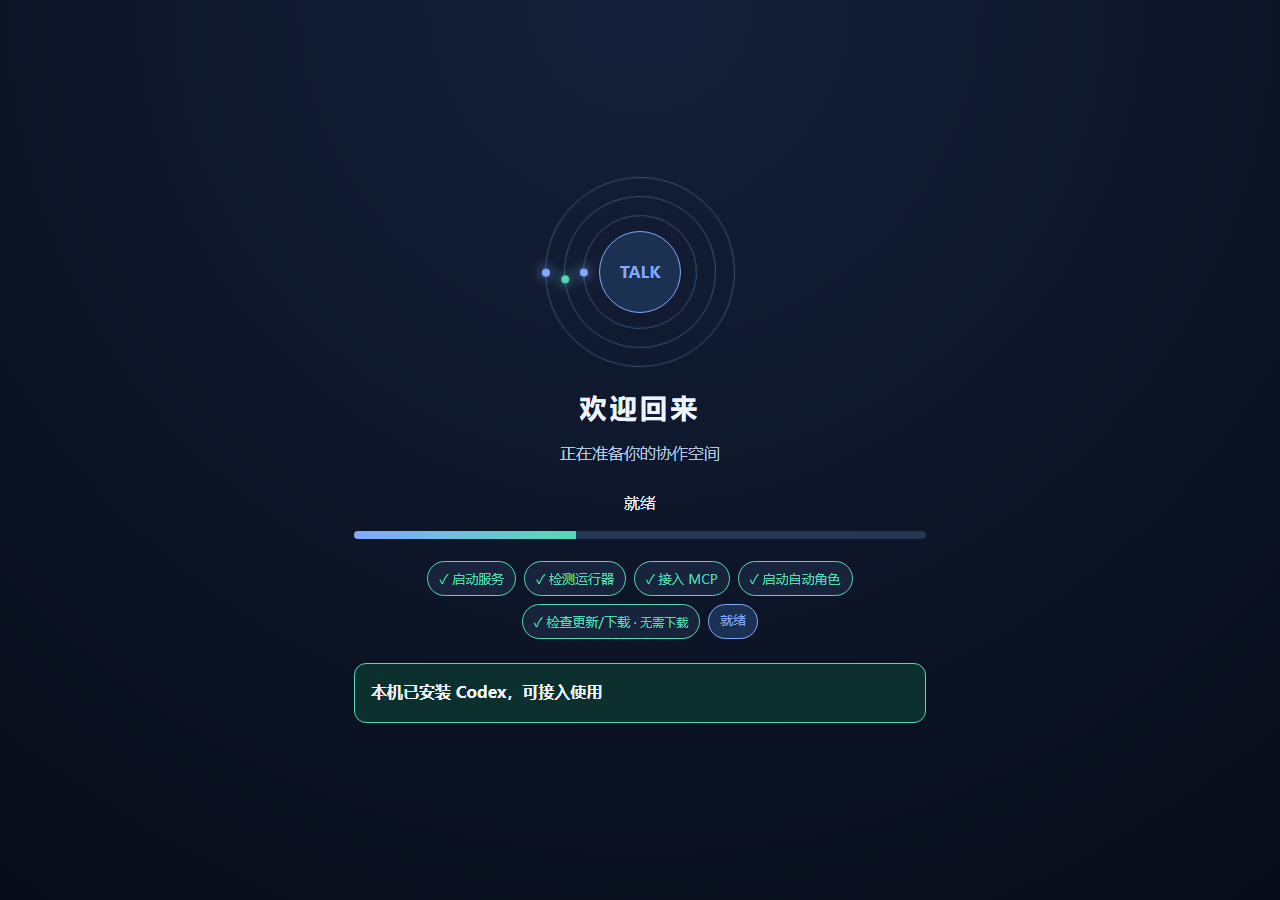 TALK
欢迎回来
正在准备你的协作空间
就绪
✓ 启动服务 ✓ 检测运行器 ✓ 接入 MCP ✓ 启动自动角色
✓ 检查更新/下载 · 无需下载 就绪
本机已安装 Codex，可接入使用